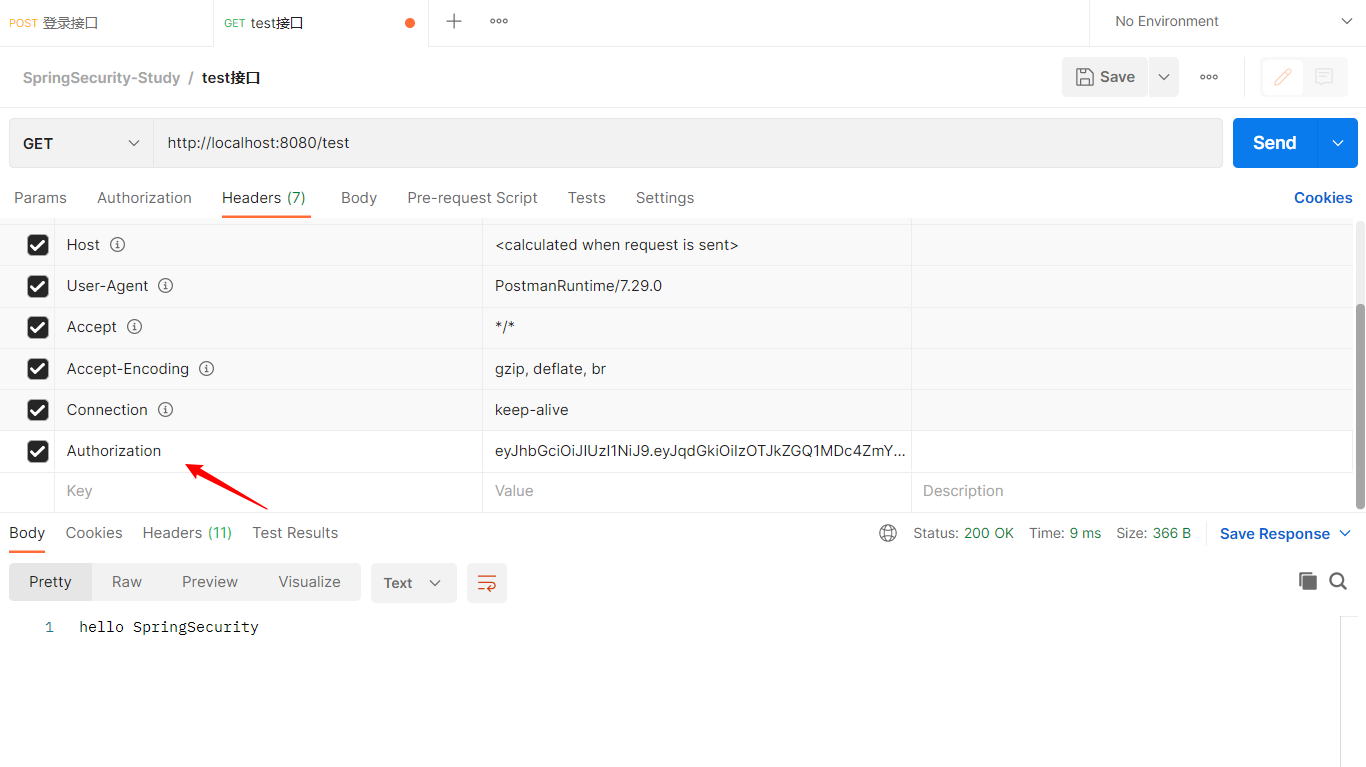 POST 登录接口 GET test接口 No Environment
SpringSecurity-Study / test接口 Save
GET http://localhost:8080/test Send
Params Authorization Headers (7) Body Pre-request Script Tests Settings Cookies
Host <calculated when request is sent>
User-Agent PostmanRuntime/7.29.0
Accept */*
Accept-Encoding gzip, deflate, br
Connection keep-alive
Authorization eyJhbGciOiJIUzI1NiJ9.eyJqdGkiOiIzOTJkZGQ1MDc4ZmY...
Key Value Description
Body Cookies Headers (11) Test Results Status: 200 OK Time: 9 ms Size: 366 B Save Response
Pretty Raw Preview Visualize Text
1 hello SpringSecurity